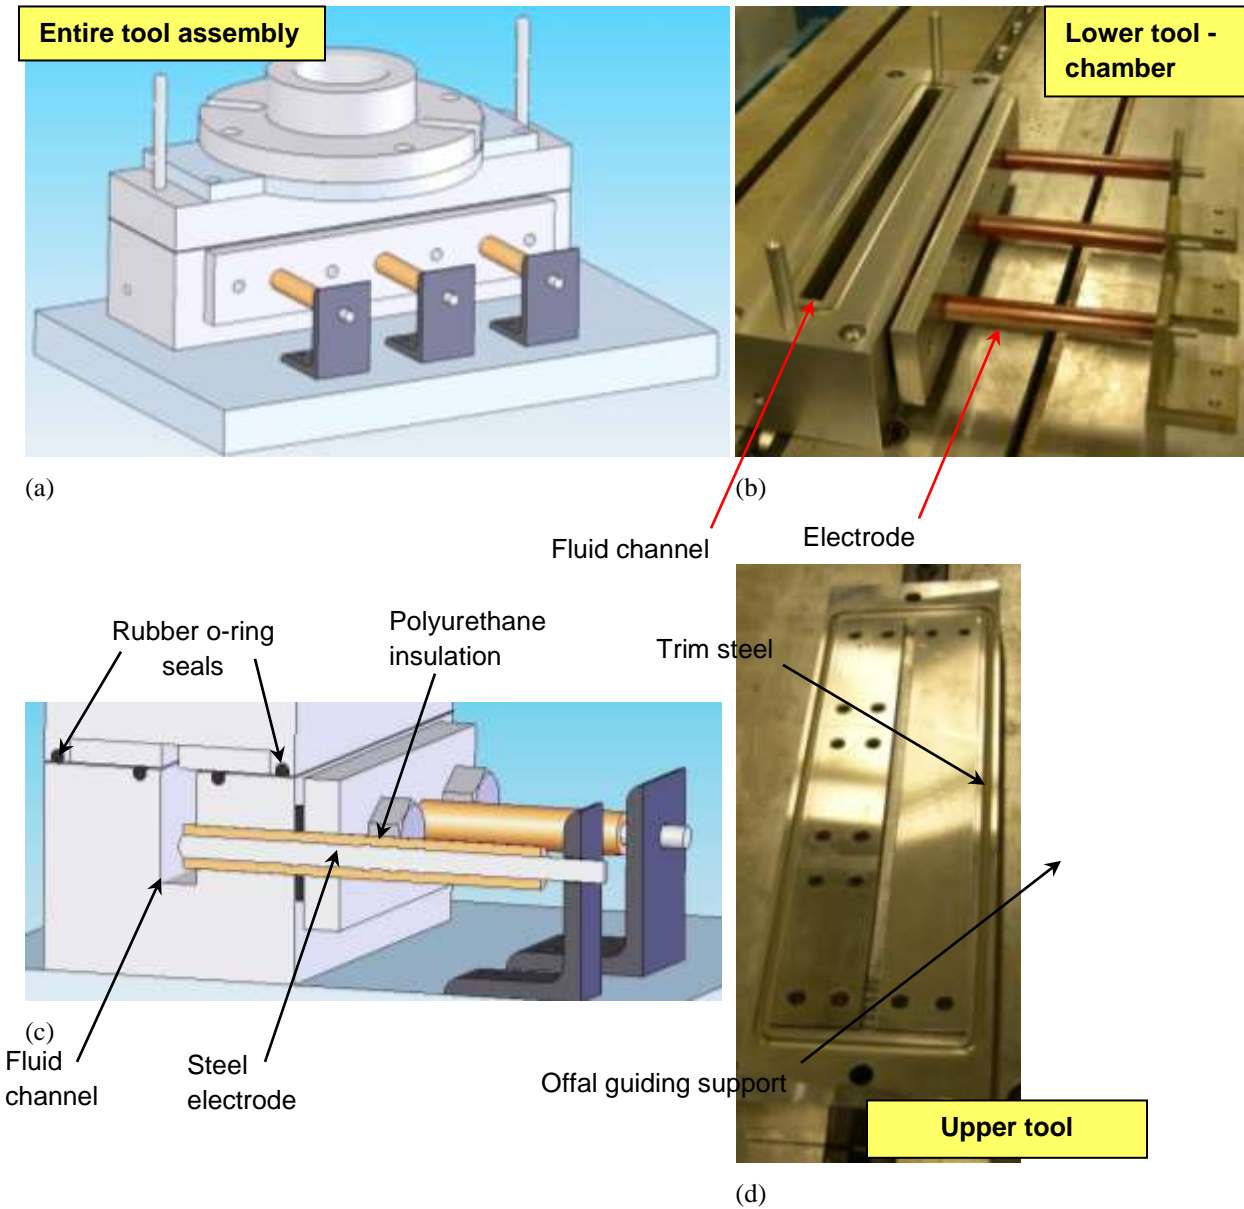 Entire tool assembly
Lower tool -
chamber
(a)
(b)
Fluid channel
Electrode
Rubber o-ring
seals
Polyurethane
insulation
Trim steel
(c)
Fluid
channel
Steel
electrode
Offal guiding support
Upper tool
(d)